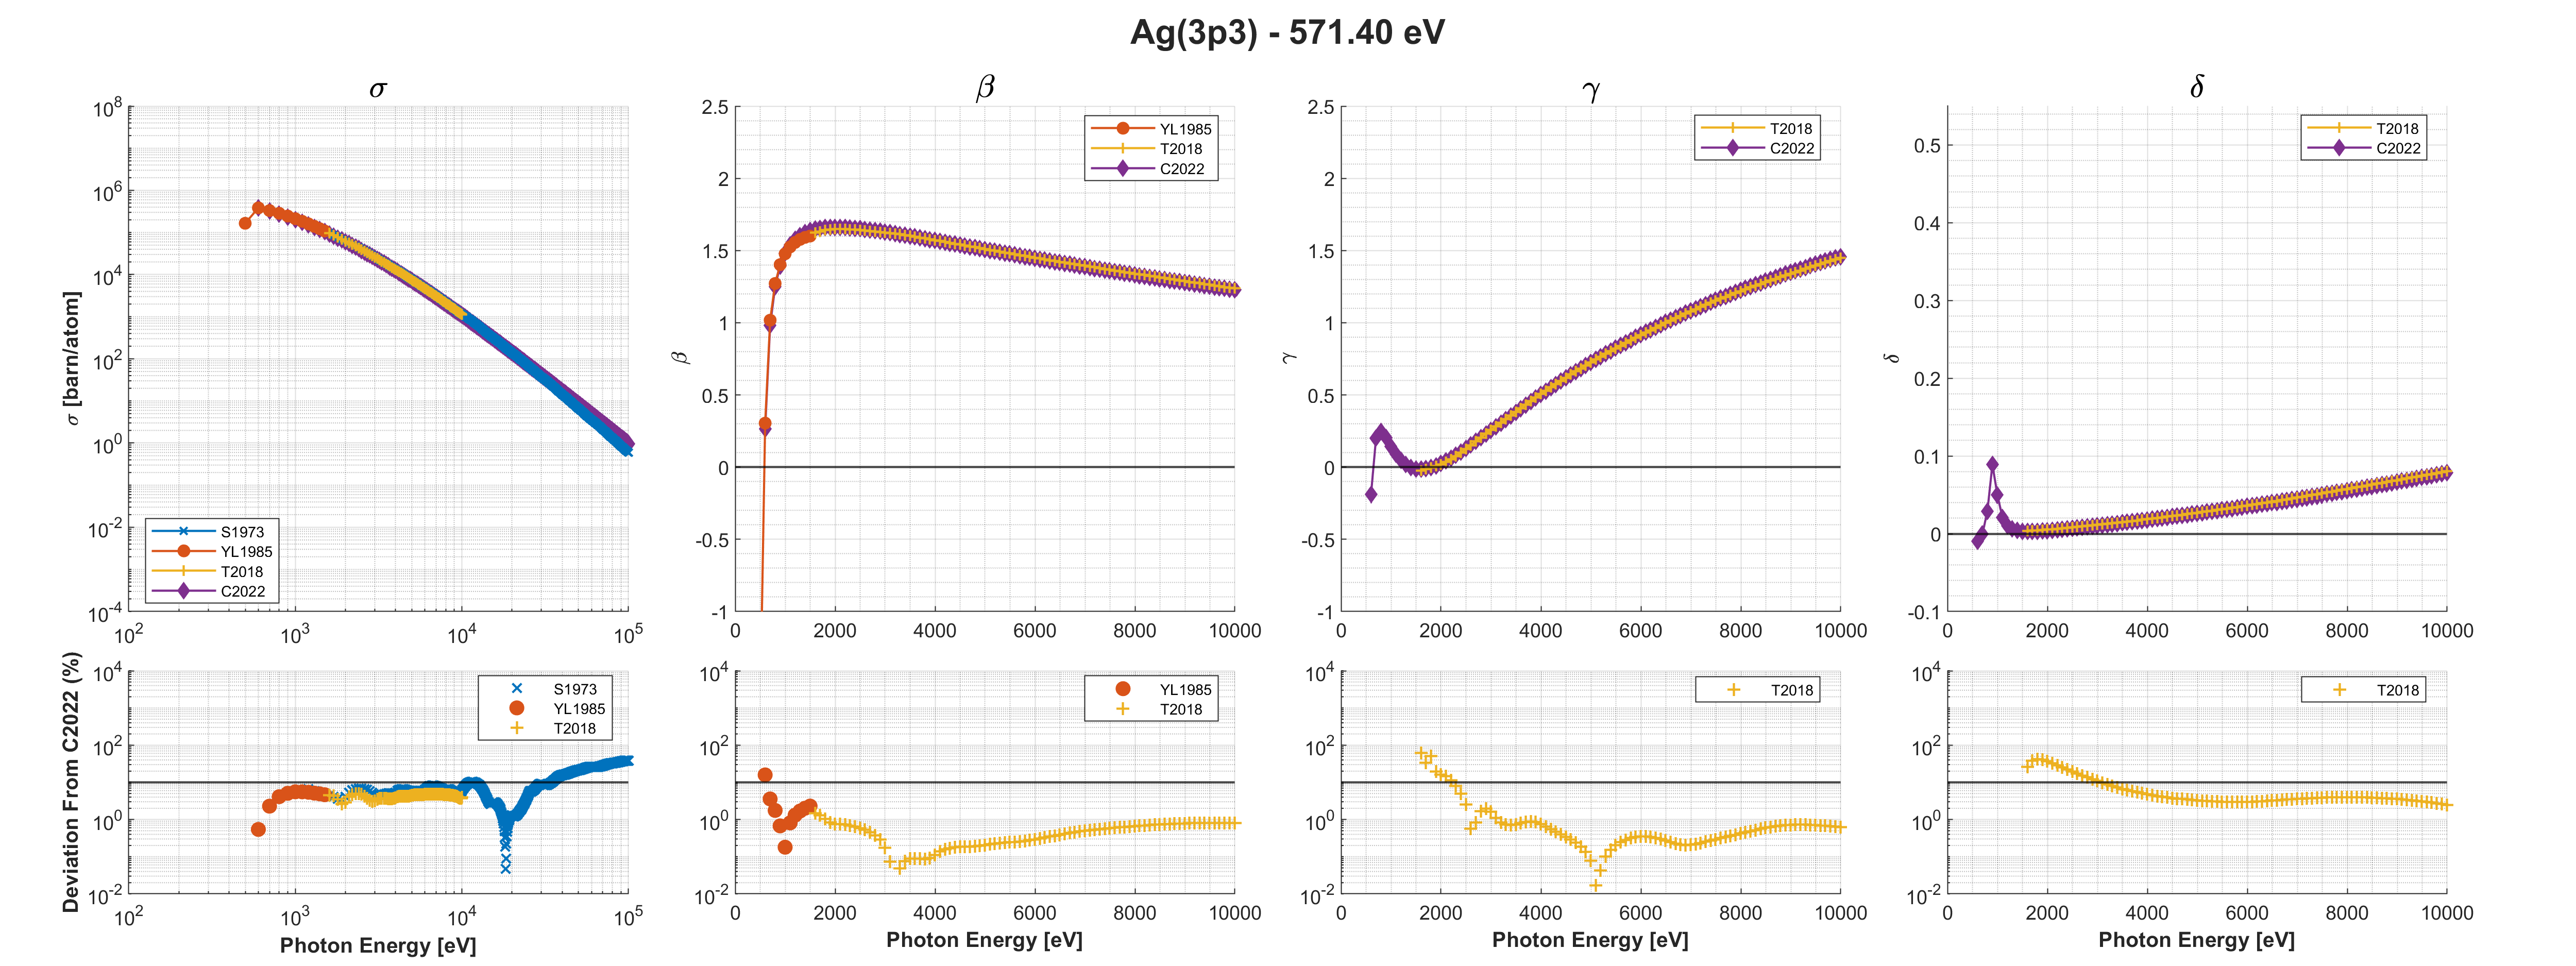 Ag(3p3) - 571.40 eV
σ
10^8
10^6
10^4
10^2
10^0
10^-2
10^-4
10^2
10^3
10^4
10^5
σ [barn/atom]
S1973
YL1985
T2018
C2022
β
2.5
2
1.5
1
0.5
0
-0.5
-1
0
2000
4000
6000
8000
10000
β
YL1985
T2018
C2022
γ
2.5
2
1.5
1
0.5
0
-0.5
-1
0
2000
4000
6000
8000
10000
γ
T2018
C2022
δ
0.5
0.4
0.3
0.2
0.1
0
-0.1
0
2000
4000
6000
8000
10000
δ
T2018
C2022
Deviation From C2022 (%)
10^4
10^2
10^0
10^-2
10^2
10^3
10^4
10^5
Photon Energy [eV]
S1973
YL1985
T2018
10^4
10^2
10^0
10^-2
0
2000
4000
6000
8000
10000
Photon Energy [eV]
YL1985
T2018
10^4
10^2
10^0
10^-2
0
2000
4000
6000
8000
10000
Photon Energy [eV]
T2018
10^4
10^2
10^0
10^-2
0
2000
4000
6000
8000
10000
Photon Energy [eV]
T2018